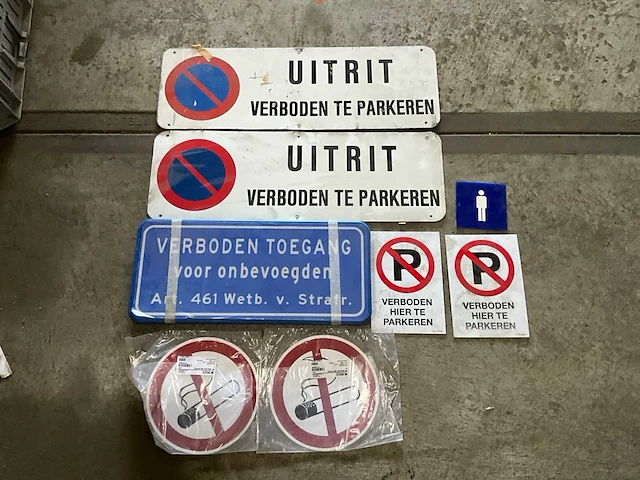 UITRIT
VERBODEN TE PARKEREN
UITRIT
VERBODEN TE PARKEREN
VERBODEN TOEGANG
voor onbevoegden
Art. 461 Wetb. v. Strafr.
P
VERBODEN
HIER TE
PARKEREN
P
VERBODEN
HIER TE
PARKEREN